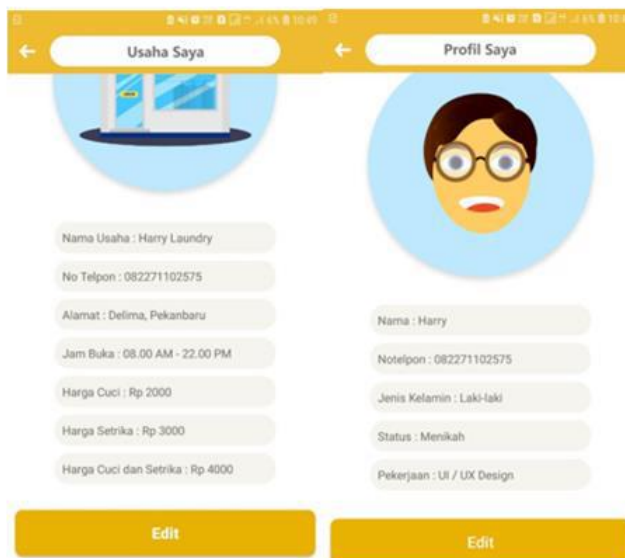 10:49
Usaha Saya
Nama Usaha : Harry Laundry
No Telpon : 082271102575
Alamat : Delima, Pekanbaru
Jam Buka : 08.00 AM - 22.00 PM
Harga Cuci : Rp 2000
Harga Setrika : Rp 3000
Harga Cuci dan Setrika : Rp 4000
Edit
Profil Saya
Nama : Harry
Notelpon : 082271102575
Jenis Kelamin : Laki-laki
Status : Menikah
Pekerjaan : UI / UX Design
Edit